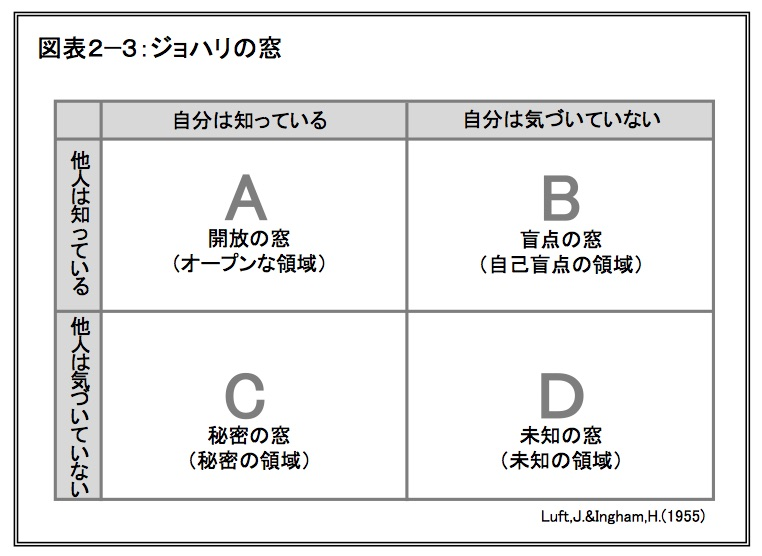 図表2−3:ジョハリの窓
自分は知っている
自分は気づいていない
他人は知っている
A
開放の窓
(オープンな領域)
B
盲点の窓
(自己盲点の領域)
他人は気づいていない
C
秘密の窓
(秘密の領域)
D
未知の窓
(未知の領域)
Luft,J.&Ingham,H.(1955)